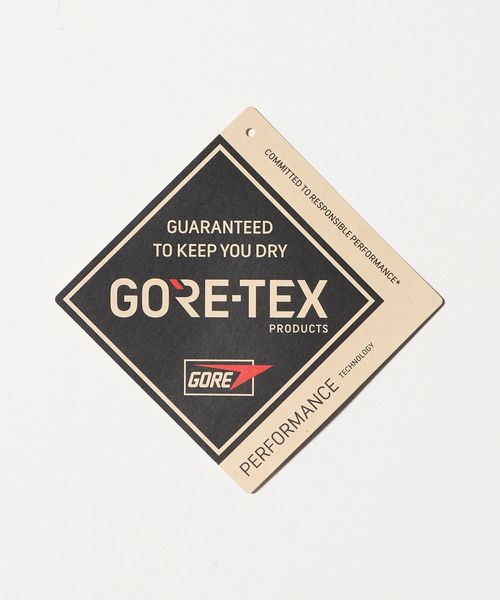 COMMITTED TO RESPONSIBLE PERFORMANCE*
GUARANTEED
TO KEEP YOU DRY
GORE-TEX
PRODUCTS
GORE
PERFORMANCE TECHNOLOGY